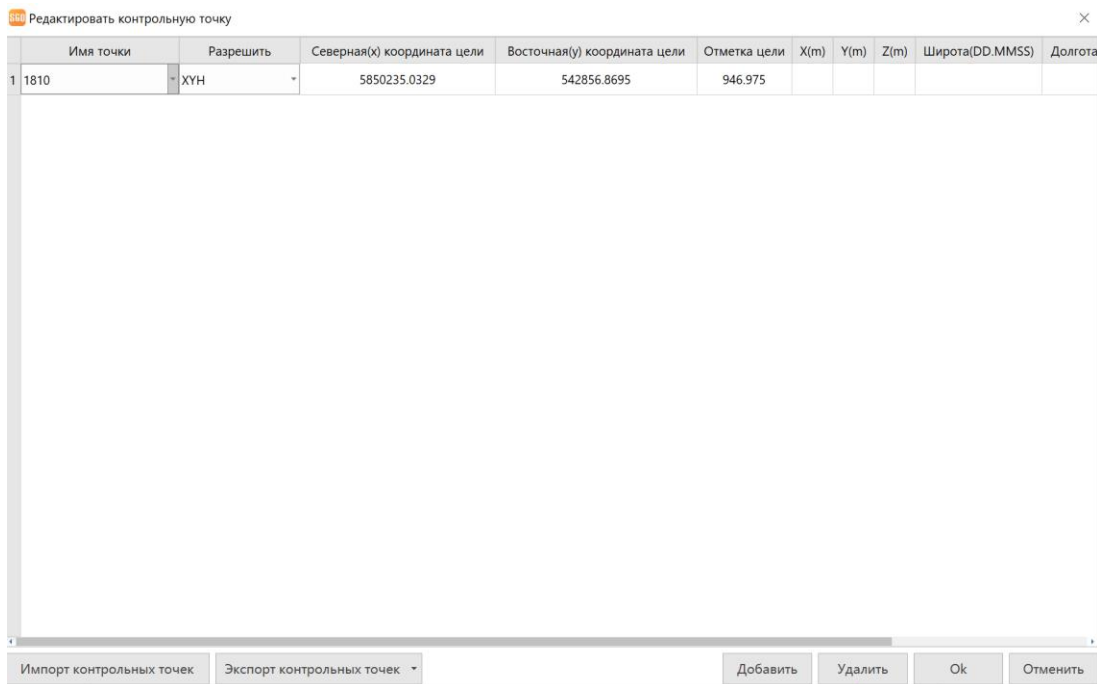 SGO Редактировать контрольную точку
Имя точки Разрешить Северная(x) координата цели Восточная(y) координата цели Отметка цели X(m) Y(m) Z(m) Широта(DD.MMSS) Долгота
1 1810 XYH 5850235.0329 542856.8695 946.975
Импорт контрольных точек Экспорт контрольных точек Добавить Удалить Ok Отменить